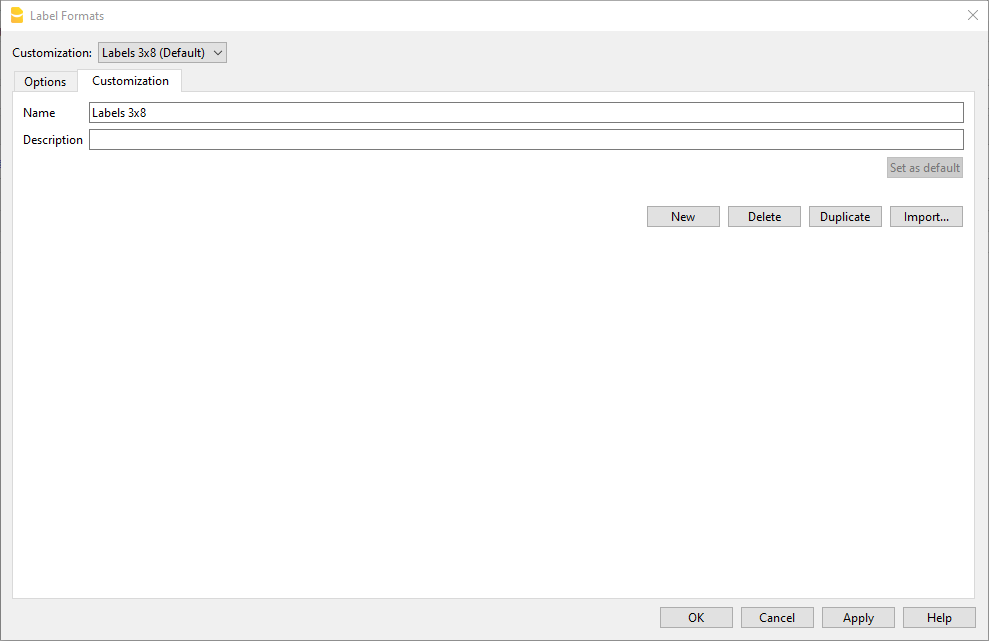 Label Formats
Customization: Labels 3x8 (Default)
Options Customization
Name Labels 3x8
Description
Set as default
New Delete Duplicate Import...
OK Cancel Apply Help